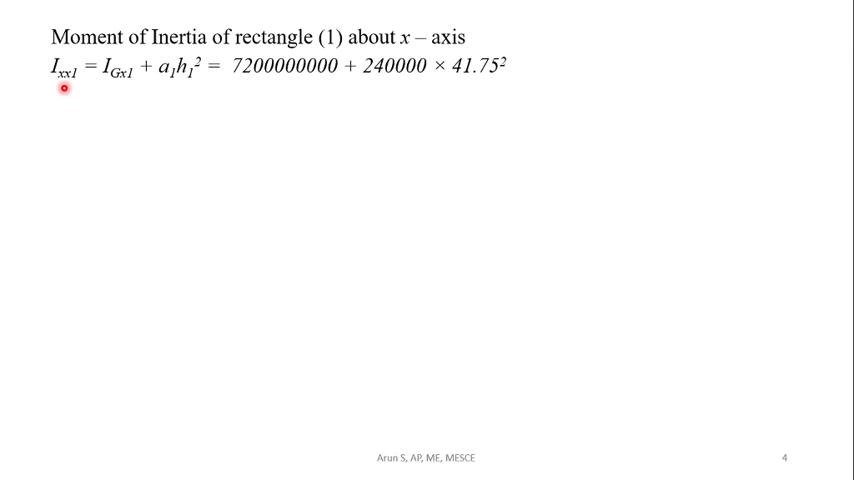 Moment of Inertia of rectangle (1) about x – axis
Ixx1 = IGx1 + a1h1² = 7200000000 + 240000 × 41.75²
Arun S, AP, ME, MESCE
4